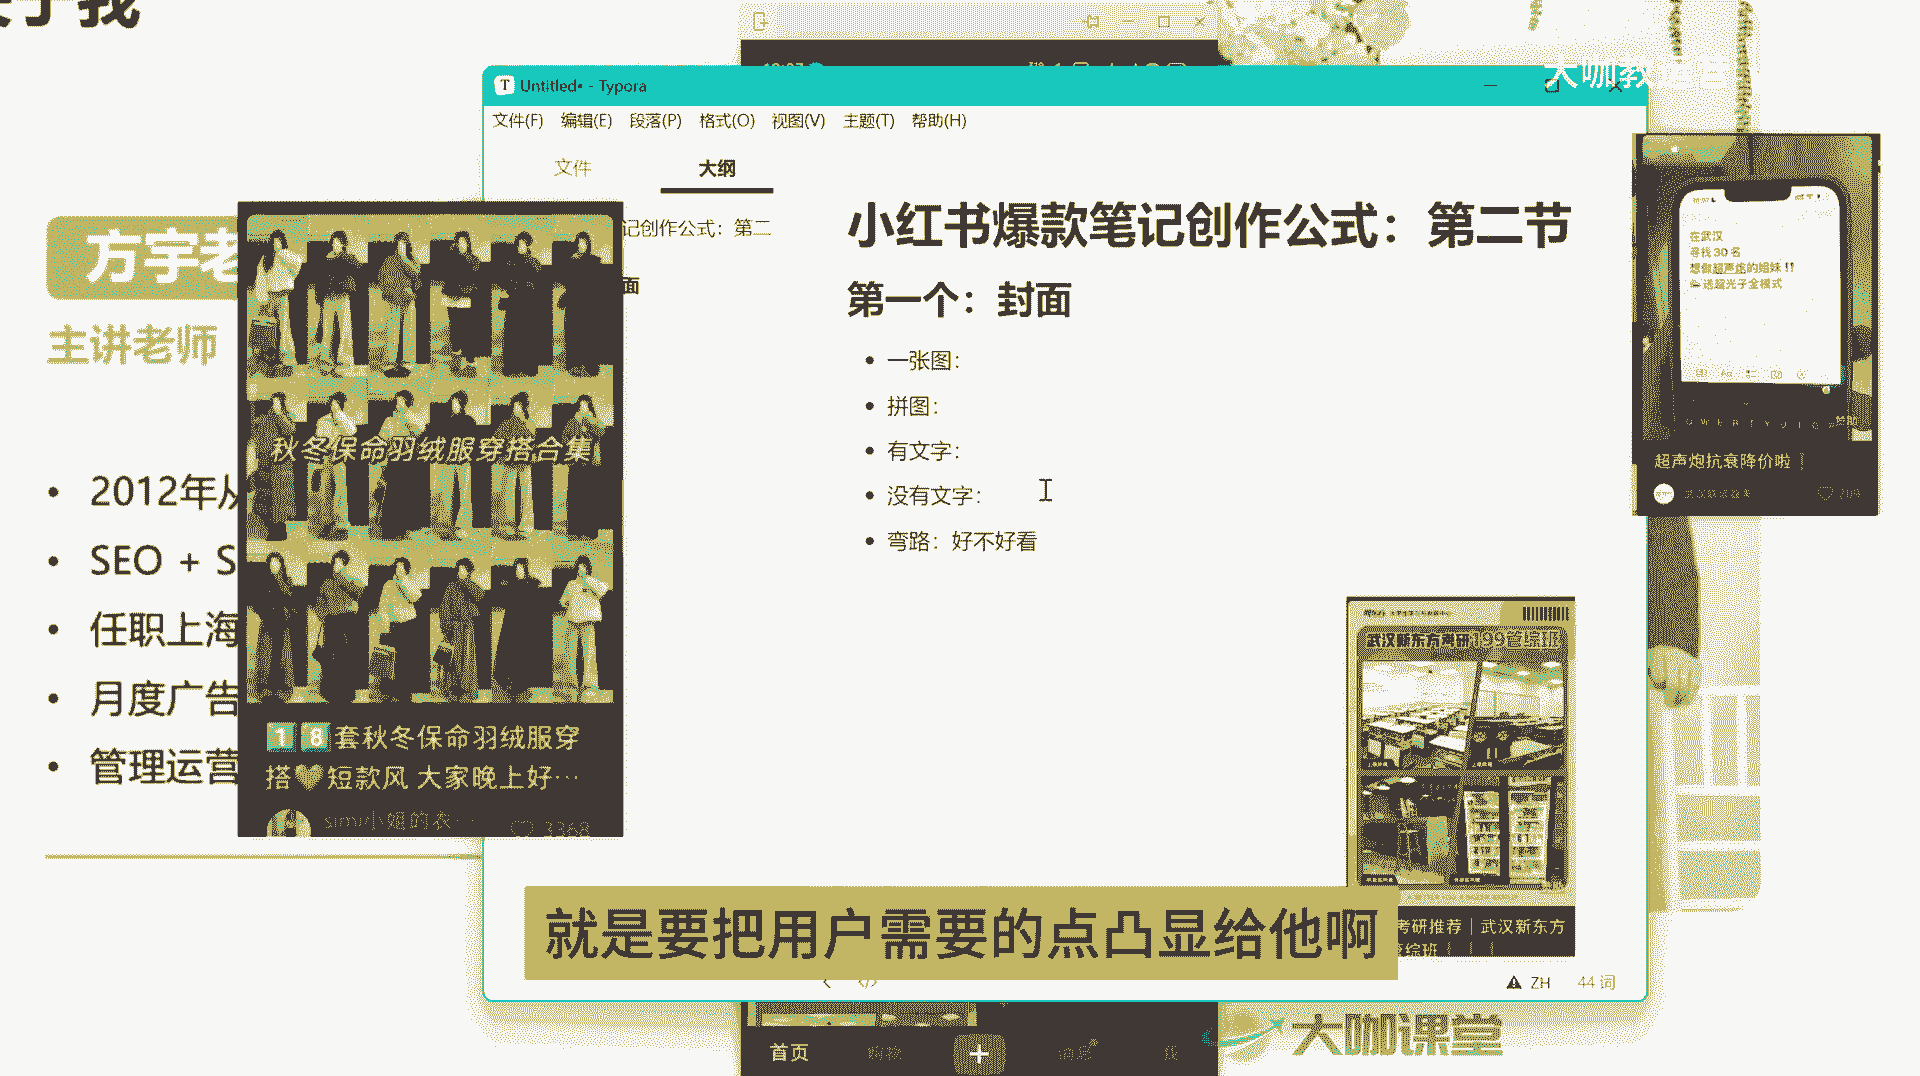 于我
大咖教
Untitled• - Typora
文件(F) 编辑(E) 段落(P) 格式(O) 视图(V) 主题(T) 帮助(H)
文件 大纲
记创作公式：第二
面
小红书爆款笔记创作公式：第二节
第一个：封面
一张图：
拼图：
有文字：
没有文字：
弯路：好不好看
方宇老
主讲老师
2012年从
SEO + S
任职上海
月度广告
管理运营
秋冬保命羽绒服穿搭合集
18套秋冬保命羽绒服穿
搭💛短款风 大家晚上好…
simi小姐的衣…
3368
在武汉
寻找 30 名
想做超声炮的姐妹 !!
送超光子全模式
超声炮抗衰降价啦
武汉新东方考研199管综班
考研推荐｜武汉新东方
管综班
就是要把用户需要的点凸显给他啊
ZH 44 词
首页 购物 消息 我
大咖课堂